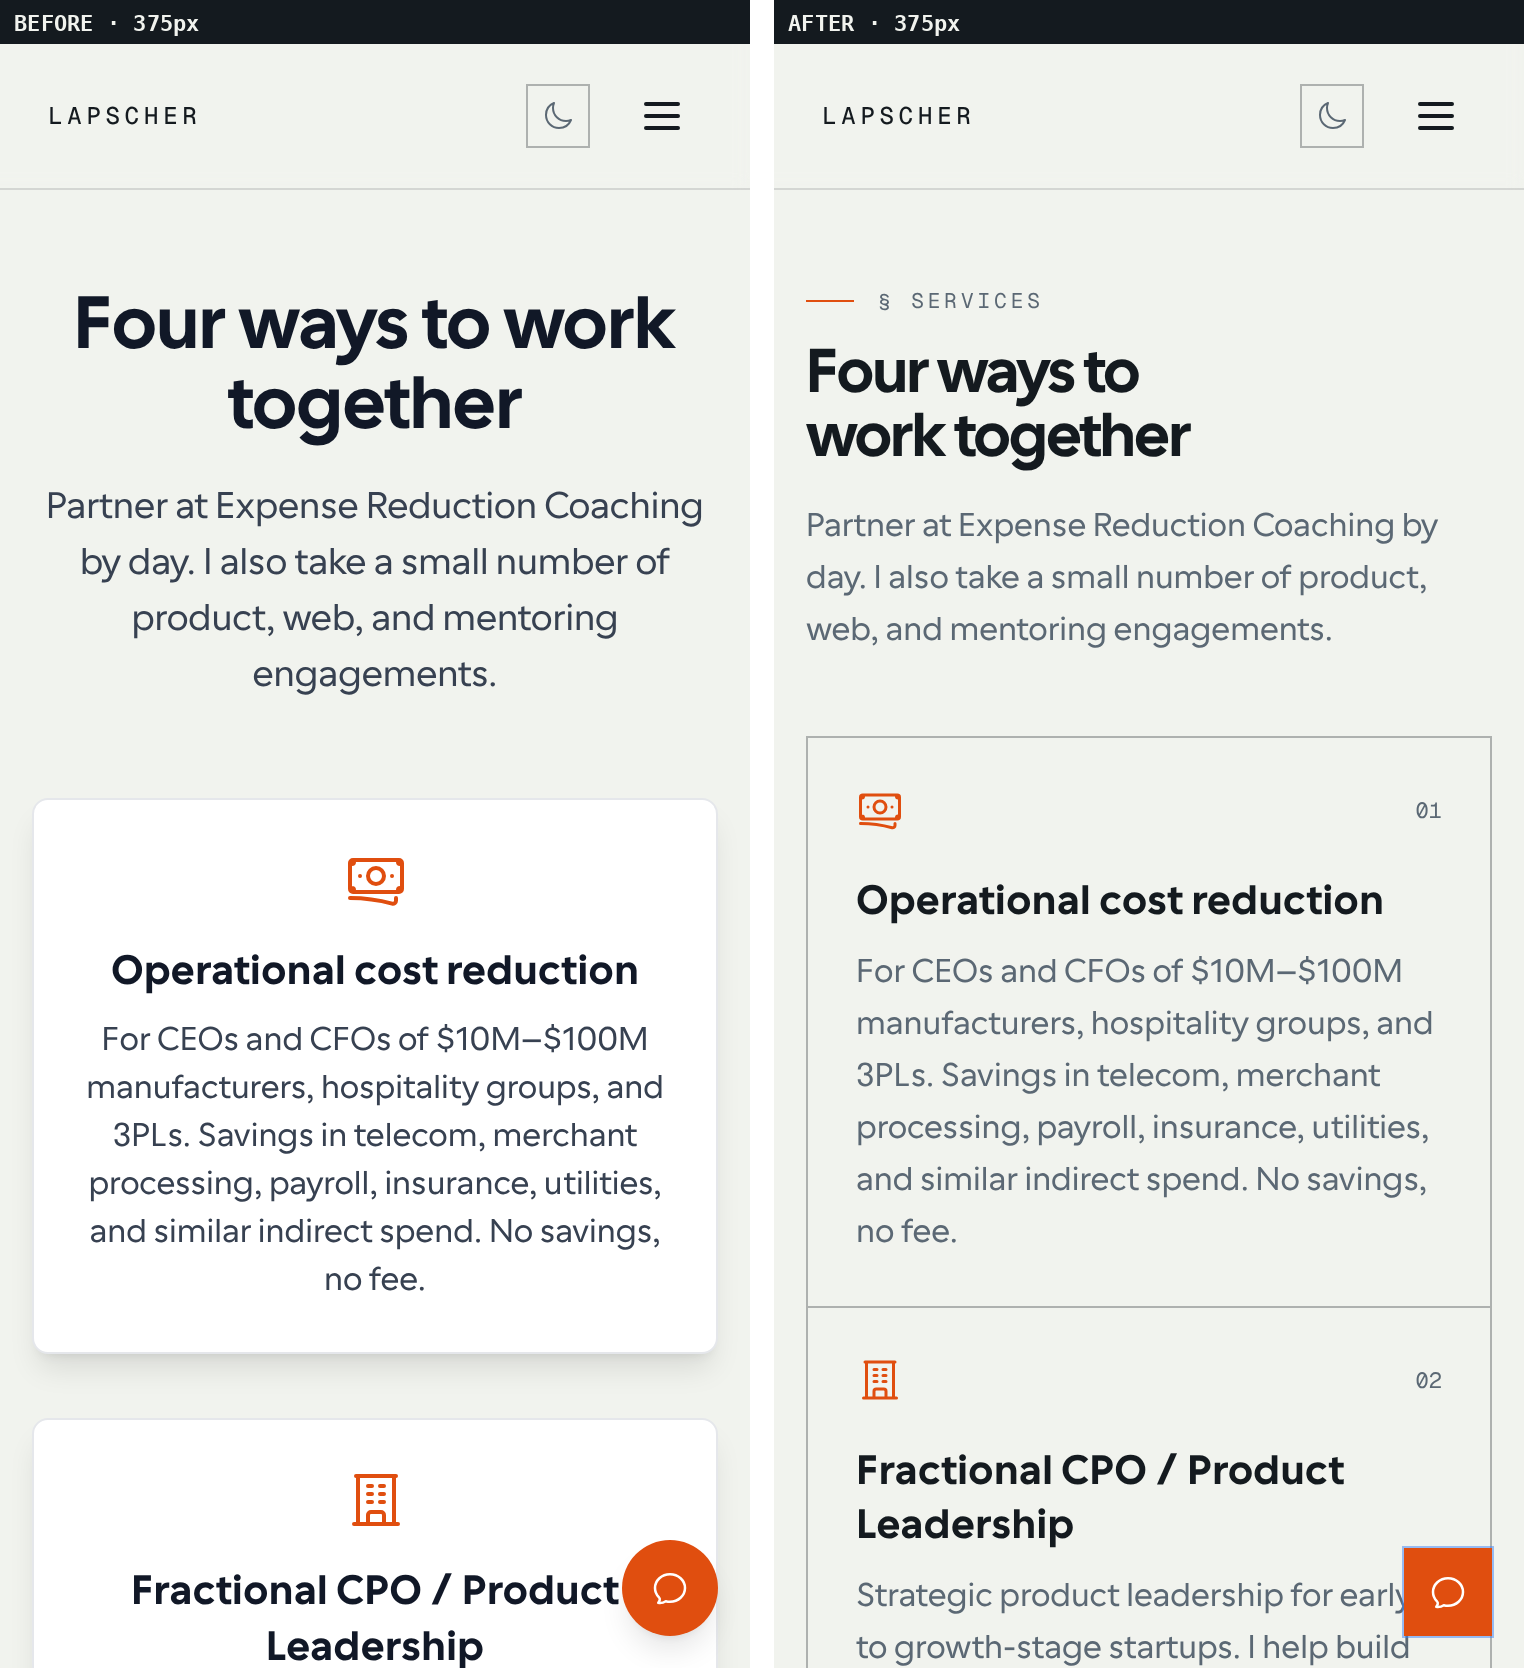 BEFORE · 375px
LAPSCHER
Four ways to work
together
Partner at Expense Reduction Coaching
by day. I also take a small number of
product, web, and mentoring
engagements.
Operational cost reduction
For CEOs and CFOs of $10M–$100M
manufacturers, hospitality groups, and
3PLs. Savings in telecom, merchant
processing, payroll, insurance, utilities,
and similar indirect spend. No savings,
no fee.
Fractional CPO / Product
Leadership
AFTER · 375px
LAPSCHER
§ SERVICES
Four ways to
work together
Partner at Expense Reduction Coaching by
day. I also take a small number of product,
web, and mentoring engagements.
01
Operational cost reduction
For CEOs and CFOs of $10M–$100M
manufacturers, hospitality groups, and
3PLs. Savings in telecom, merchant
processing, payroll, insurance, utilities,
and similar indirect spend. No savings,
no fee.
02
Fractional CPO / Product
Leadership
Strategic product leadership for early
to growth-stage startups. I help build